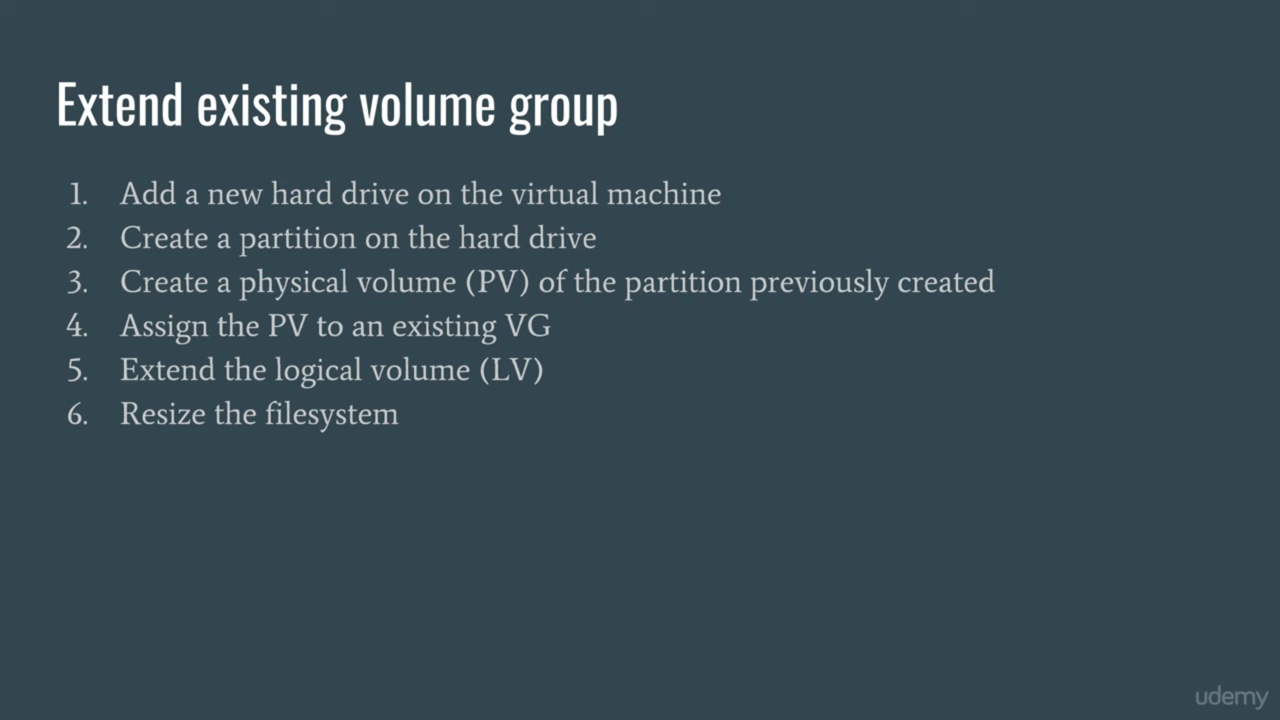 Extend existing volume group
1. Add a new hard drive on the virtual machine
2. Create a partition on the hard drive
3. Create a physical volume (PV) of the partition previously created
4. Assign the PV to an existing VG
5. Extend the logical volume (LV)
6. Resize the filesystem
udemy